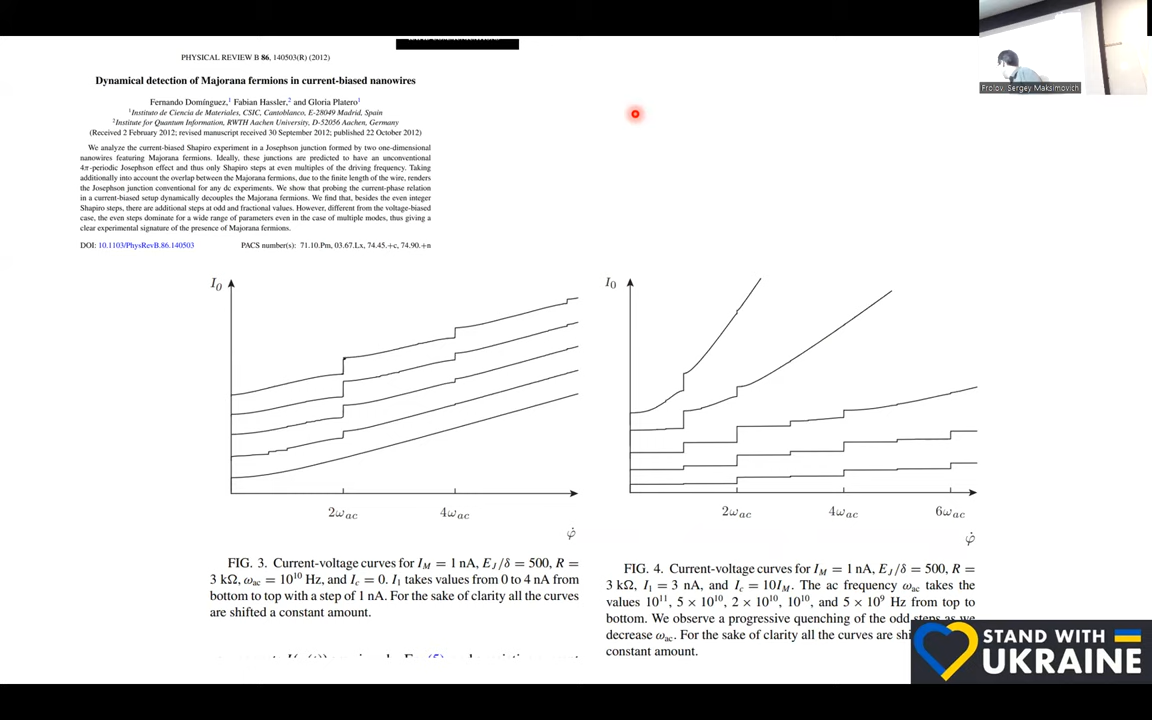 PHYSICAL REVIEW B 86, 140503(R) (2012)
Dynamical detection of Majorana fermions in current-biased nanowires
Fernando Domínguez,1 Fabian Hassler,2 and Gloria Platero1
1Instituto de Ciencia de Materiales, CSIC, Cantoblanco, E-28049 Madrid, Spain
2Institute for Quantum Information, RWTH Aachen University, D-52056 Aachen, Germany
(Received 2 February 2012; revised manuscript received 30 September 2012; published 22 October 2012)
We analyze the current-biased Shapiro experiment in a Josephson junction formed by two one-dimensional
nanowires featuring Majorana fermions. Ideally, these junctions are predicted to have an unconventional
4π-periodic Josephson effect and thus only Shapiro steps at even multiples of the driving frequency. Taking
additionally into account the overlap between the Majorana fermions, due to the finite length of the wire, renders
the Josephson junction conventional for any dc experiments. We show that probing the current-phase relation
in a current-biased setup dynamically decouples the Majorana fermions. We find that, besides the even integer
Shapiro steps, there are additional steps at odd and fractional values. However, different from the voltage-biased
case, the even steps dominate for a wide range of parameters even in the case of multiple modes, thus giving a
clear experimental signature of the presence of Majorana fermions.
DOI: 10.1103/PhysRevB.86.140503 PACS number(s): 71.10.Pm, 03.67.Lx, 74.45.+c, 74.90.+n
Frolov, Sergey Maksimovich
I0
2ωac 4ωac
φ̇
FIG. 3. Current-voltage curves for IM = 1 nA, EJ/δ = 500, R =
3 kΩ, ωac = 10^10 Hz, and Ic = 0. I1 takes values from 0 to 4 nA from
bottom to top with a step of 1 nA. For the sake of clarity all the curves
are shifted a constant amount.
I0
2ωac 4ωac 6ωac
φ̇
FIG. 4. Current-voltage curves for IM = 1 nA, EJ/δ = 500, R =
3 kΩ, I1 = 3 nA, and Ic = 10IM. The ac frequency ωac takes the
values 10^11, 5 × 10^10, 2 × 10^10, 10^10, and 5 × 10^9 Hz from top to
bottom. We observe a progressive quenching of the odd steps as we
decrease ωac. For the sake of clarity all the curves are shi
constant amount.
STAND WITH
UKRAINE